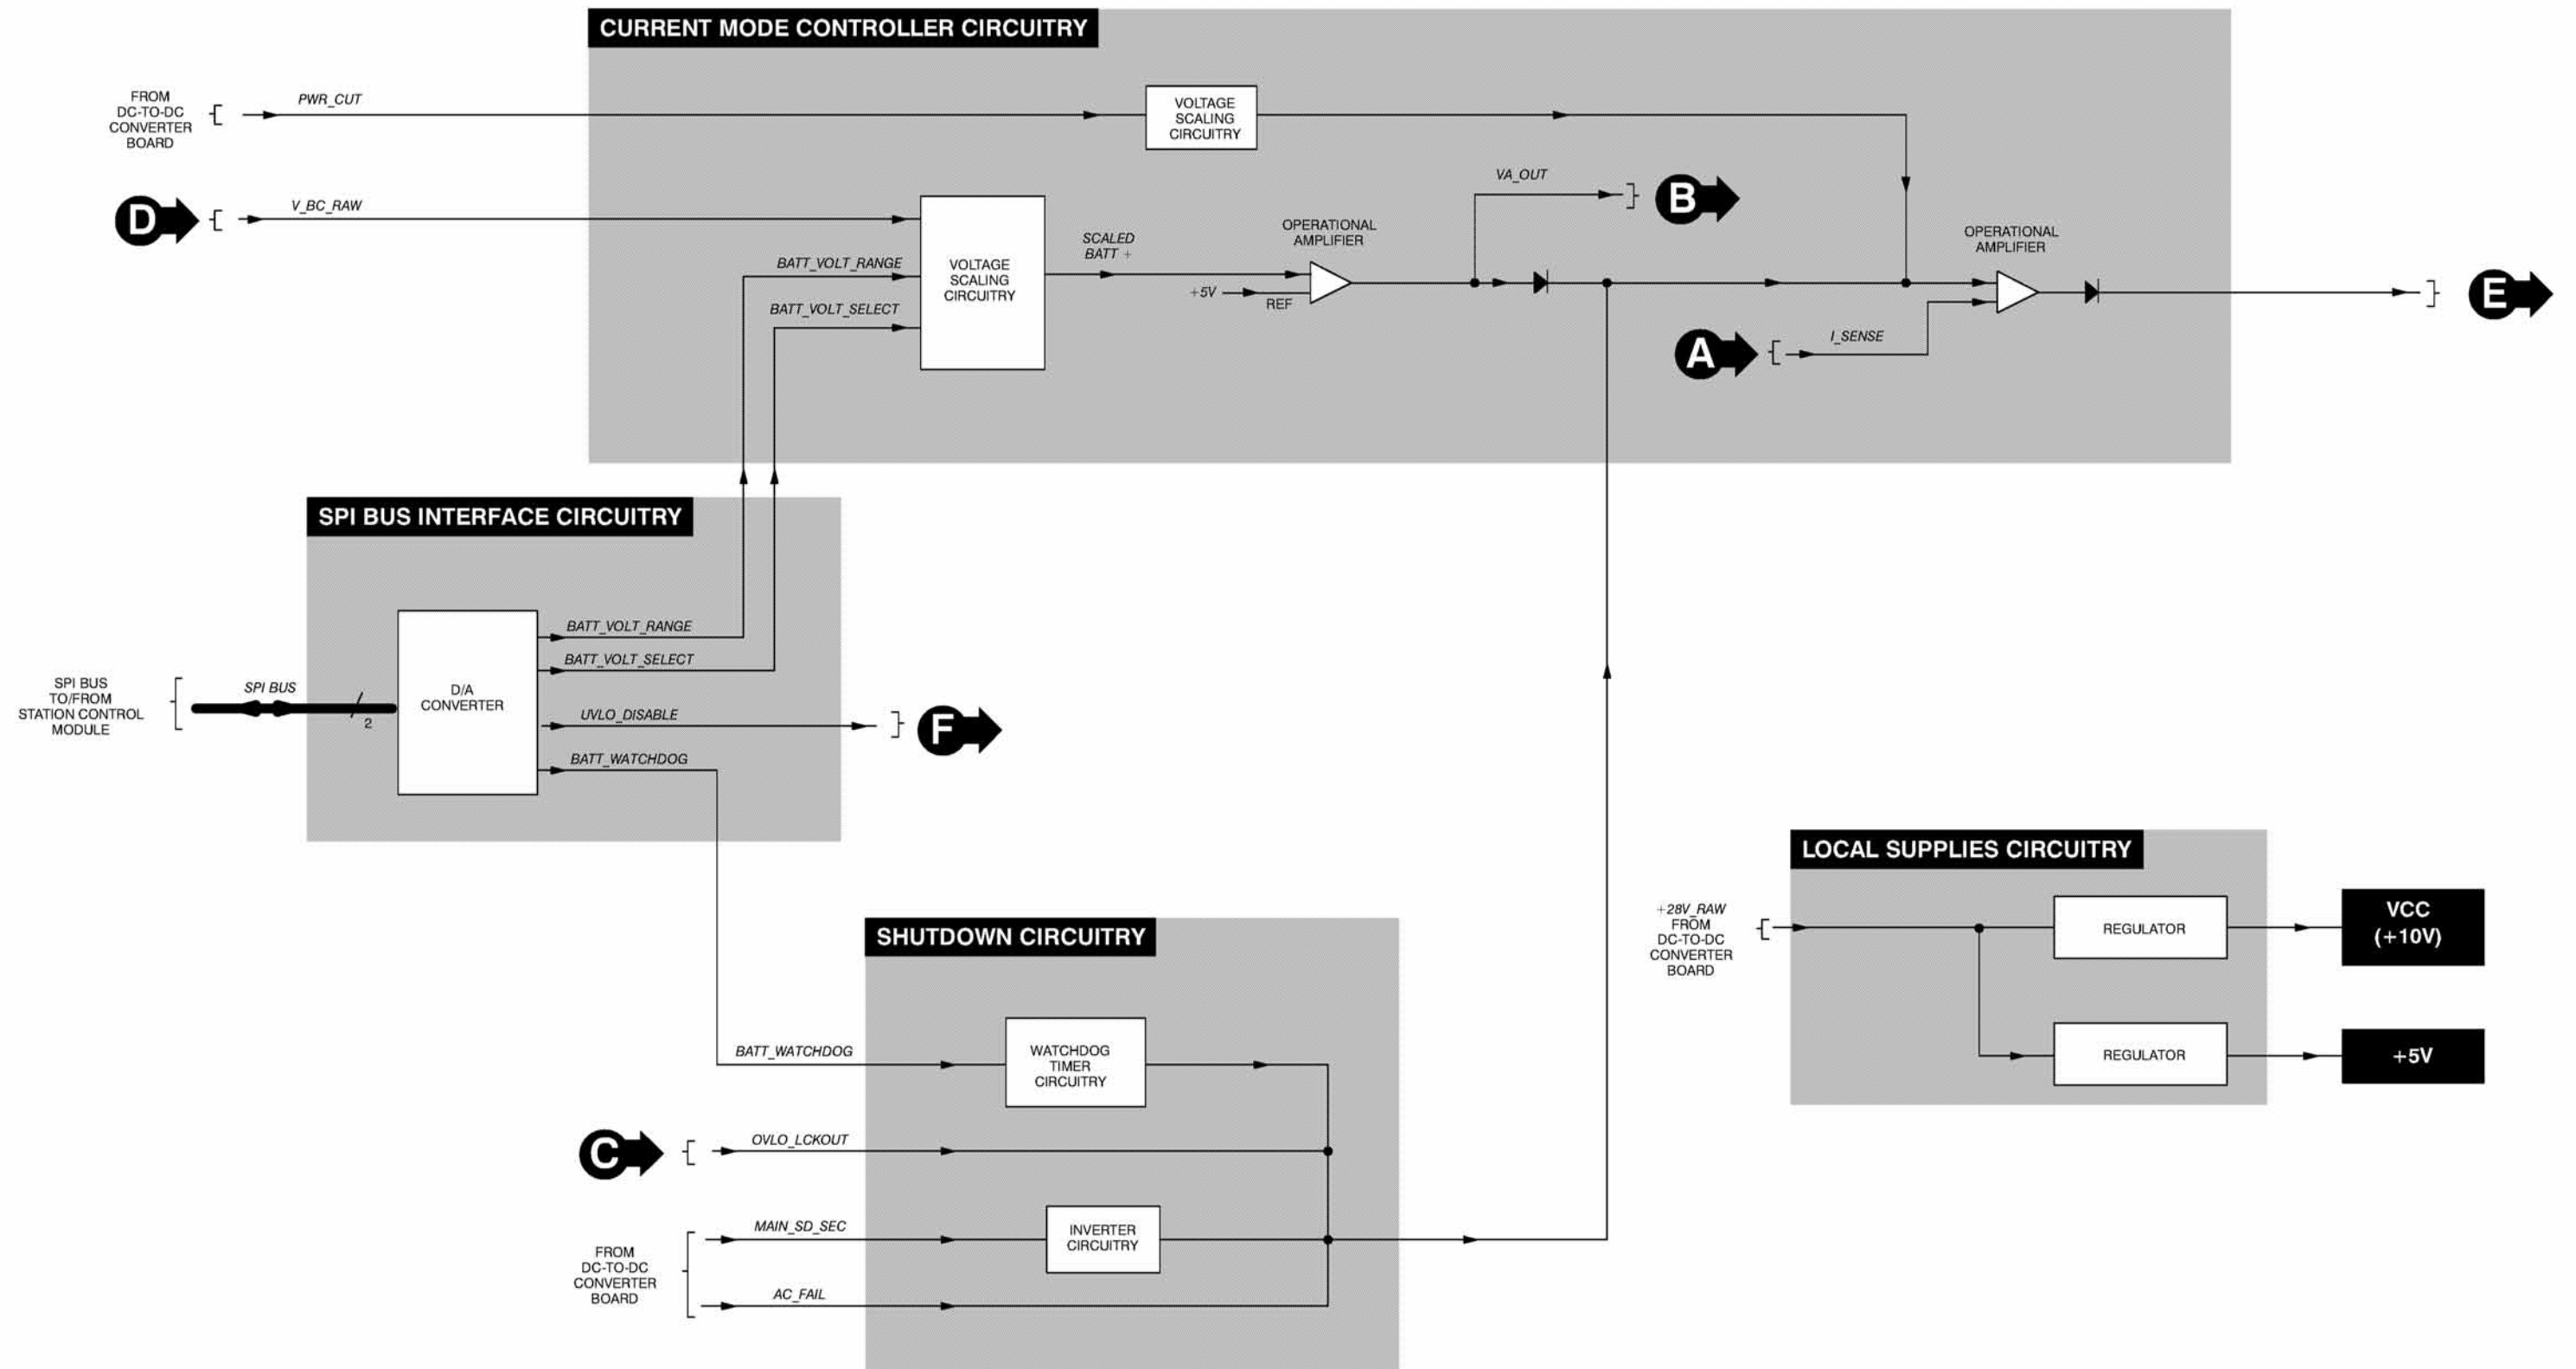 CURRENT MODE CONTROLLER CIRCUITRY
FROM
DC-TO-DC
CONVERTER
BOARD
PWR_CUT
VOLTAGE
SCALING
CIRCUITRY
D
V_BC_RAW
BATT_VOLT_RANGE
BATT_VOLT_SELECT
VOLTAGE
SCALING
CIRCUITRY
SCALED
BATT +
+5V
REF
OPERATIONAL
AMPLIFIER
VA_OUT
B
OPERATIONAL
AMPLIFIER
A
I_SENSE
E
SPI BUS INTERFACE CIRCUITRY
SPI BUS
TO/FROM
STATION CONTROL
MODULE
SPI BUS
2
D/A
CONVERTER
BATT_VOLT_RANGE
BATT_VOLT_SELECT
UVLO_DISABLE
BATT_WATCHDOG
F
SHUTDOWN CIRCUITRY
BATT_WATCHDOG
WATCHDOG
TIMER
CIRCUITRY
C
OVLO_LCKOUT
FROM
DC-TO-DC
CONVERTER
BOARD
MAIN_SD_SEC
INVERTER
CIRCUITRY
AC_FAIL
LOCAL SUPPLIES CIRCUITRY
+28V_RAW
FROM
DC-TO-DC
CONVERTER
BOARD
REGULATOR
VCC
(+10V)
REGULATOR
+5V